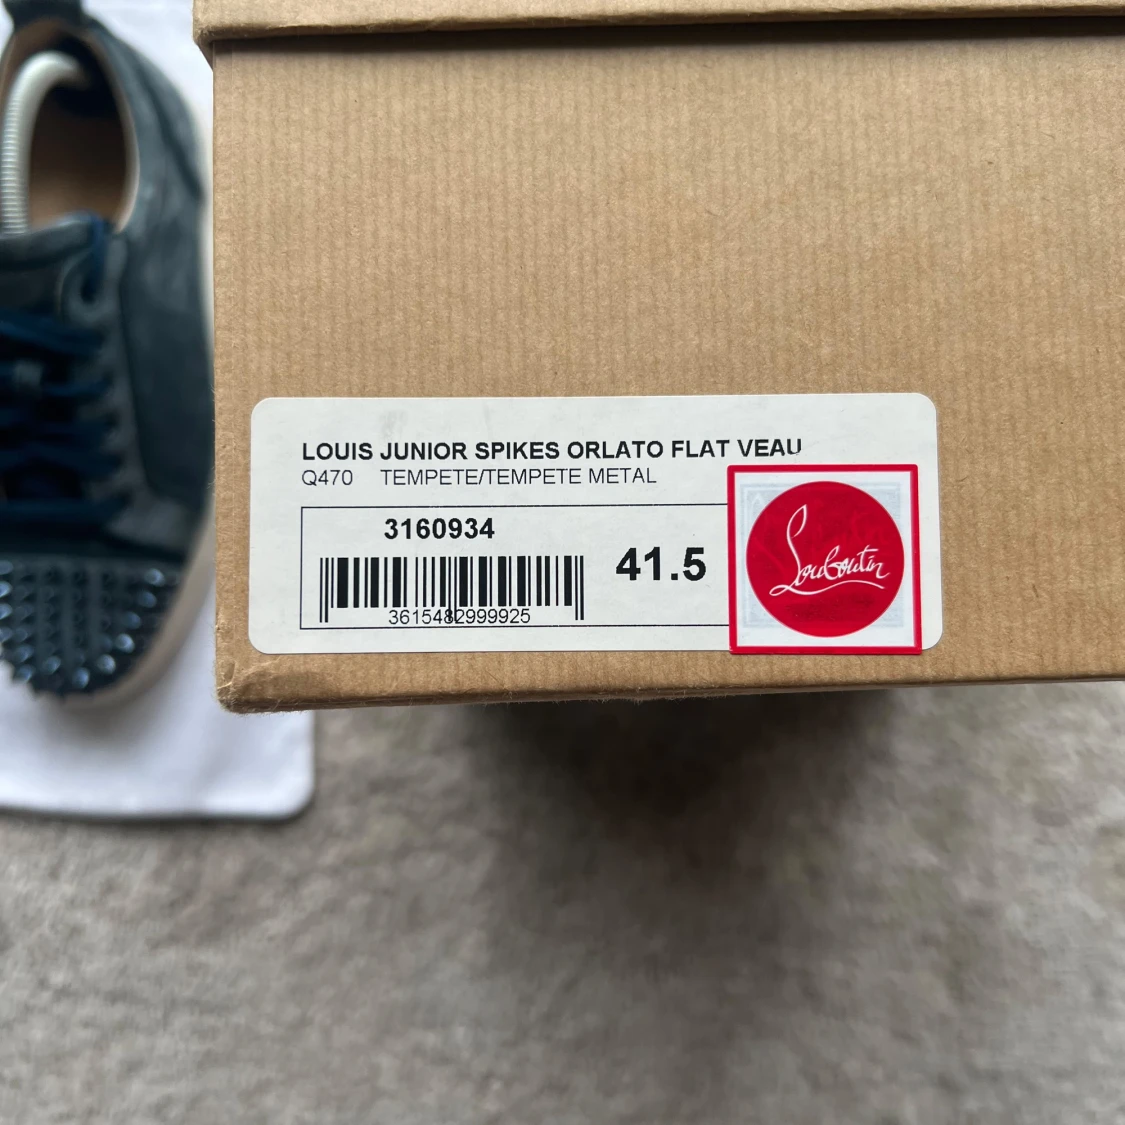 LOUIS JUNIOR SPIKES ORLATO FLAT VEAU
Q470 TEMPETE/TEMPETE METAL
3160934
41.5
3615482999925
Louboutin